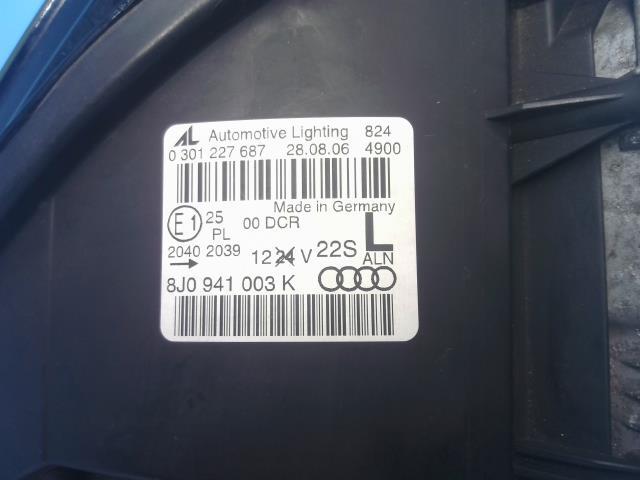 AL Automotive Lighting 824
0 301 227 687 28.08.06 4900
Made in Germany
E1 25 00 DCR L
PL
2040 2039 12 24 V 22S ALN
8J0 941 003 K